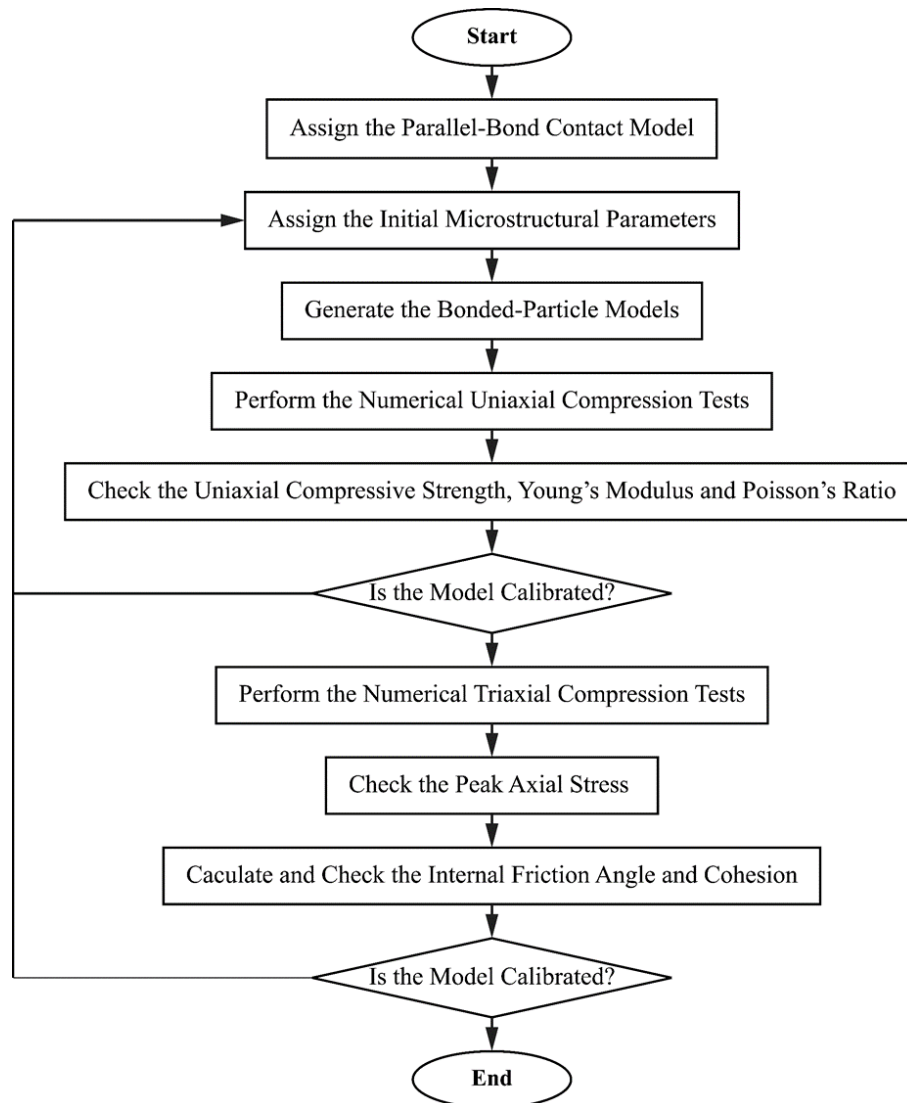 Start
Assign the Parallel-Bond Contact Model
Assign the Initial Microstructural Parameters
Generate the Bonded-Particle Models
Perform the Numerical Uniaxial Compression Tests
Check the Uniaxial Compressive Strength, Young’s Modulus and Poisson’s Ratio
Is the Model Calibrated?
Perform the Numerical Triaxial Compression Tests
Check the Peak Axial Stress
Caculate and Check the Internal Friction Angle and Cohesion
Is the Model Calibrated?
End